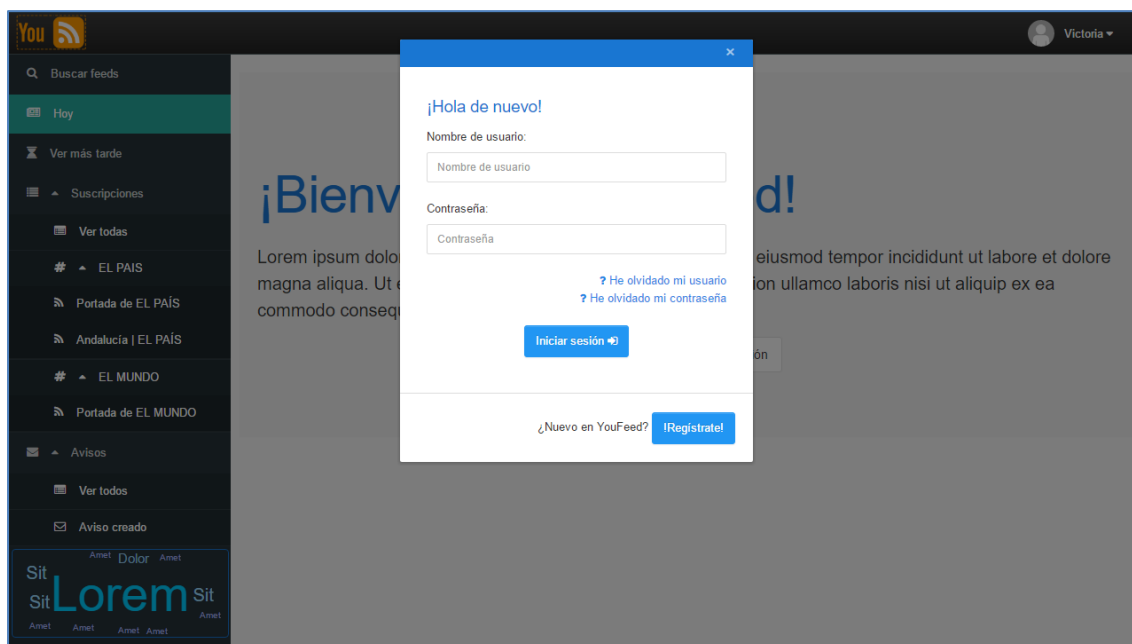 You
Victoria
Buscar feeds
Hoy
Ver más tarde
Suscripciones
Ver todas
# EL PAIS
Portada de EL PAÍS
Andalucía | EL PAÍS
# EL MUNDO
Portada de EL MUNDO
Avisos
Ver todos
Aviso creado
Amet Dolor Amet
Sit
Lorem
Sit Sit
Amet
Amet Amet Amet Amet
×
¡Hola de nuevo!
Nombre de usuario:
Nombre de usuario
Contraseña:
Contraseña
? He olvidado mi usuario
? He olvidado mi contraseña
Iniciar sesión
¿Nuevo en YouFeed? !Regístrate!
¡Bienv d!
Lorem ipsum dolo eiusmod tempor incididunt ut labore et dolore
magna aliqua. Ut ion ullamco laboris nisi ut aliquip ex ea
commodo consequ
ón